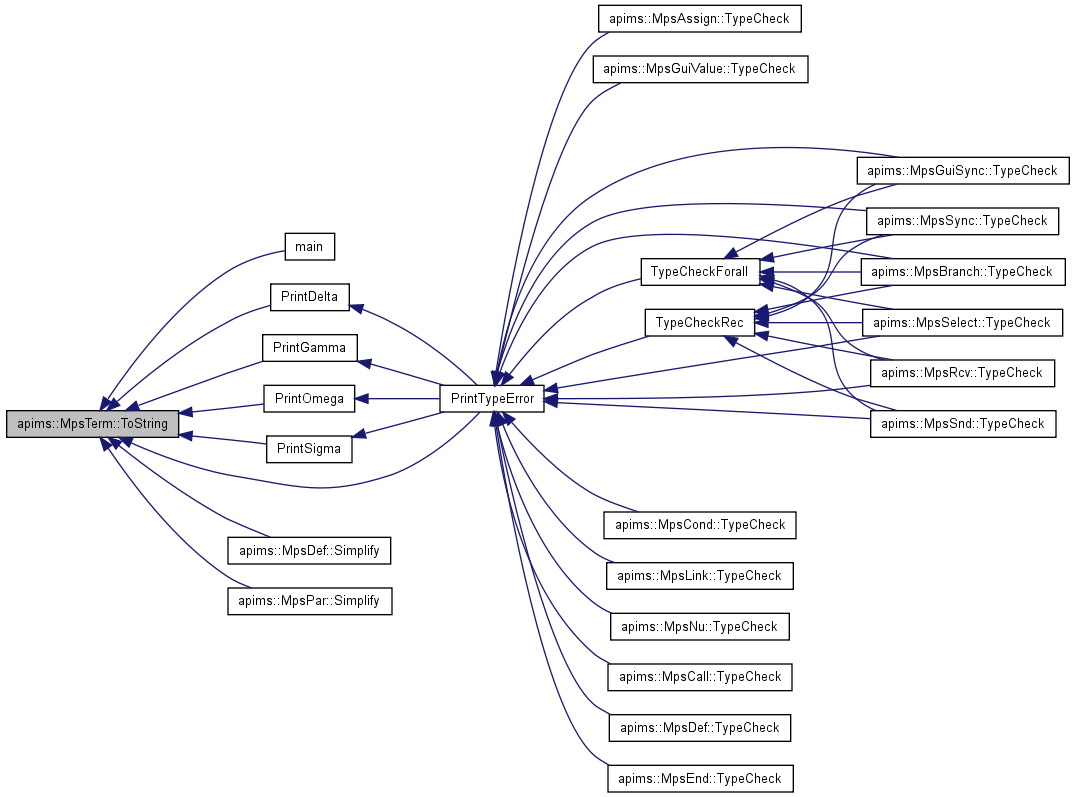 apims::MpsAssign::TypeCheck
apims::MpsGuiValue::TypeCheck
apims::MpsGuiSync::TypeCheck
apims::MpsSync::TypeCheck
main
TypeCheckForall
apims::MpsBranch::TypeCheck
PrintDelta
TypeCheckRec
apims::MpsSelect::TypeCheck
PrintGamma
apims::MpsRcv::TypeCheck
PrintOmega
PrintTypeError
apims::MpsTerm::ToString
apims::MpsSnd::TypeCheck
PrintSigma
apims::MpsCond::TypeCheck
apims::MpsDef::Simplify
apims::MpsLink::TypeCheck
apims::MpsPar::Simplify
apims::MpsNu::TypeCheck
apims::MpsCall::TypeCheck
apims::MpsDef::TypeCheck
apims::MpsEnd::TypeCheck